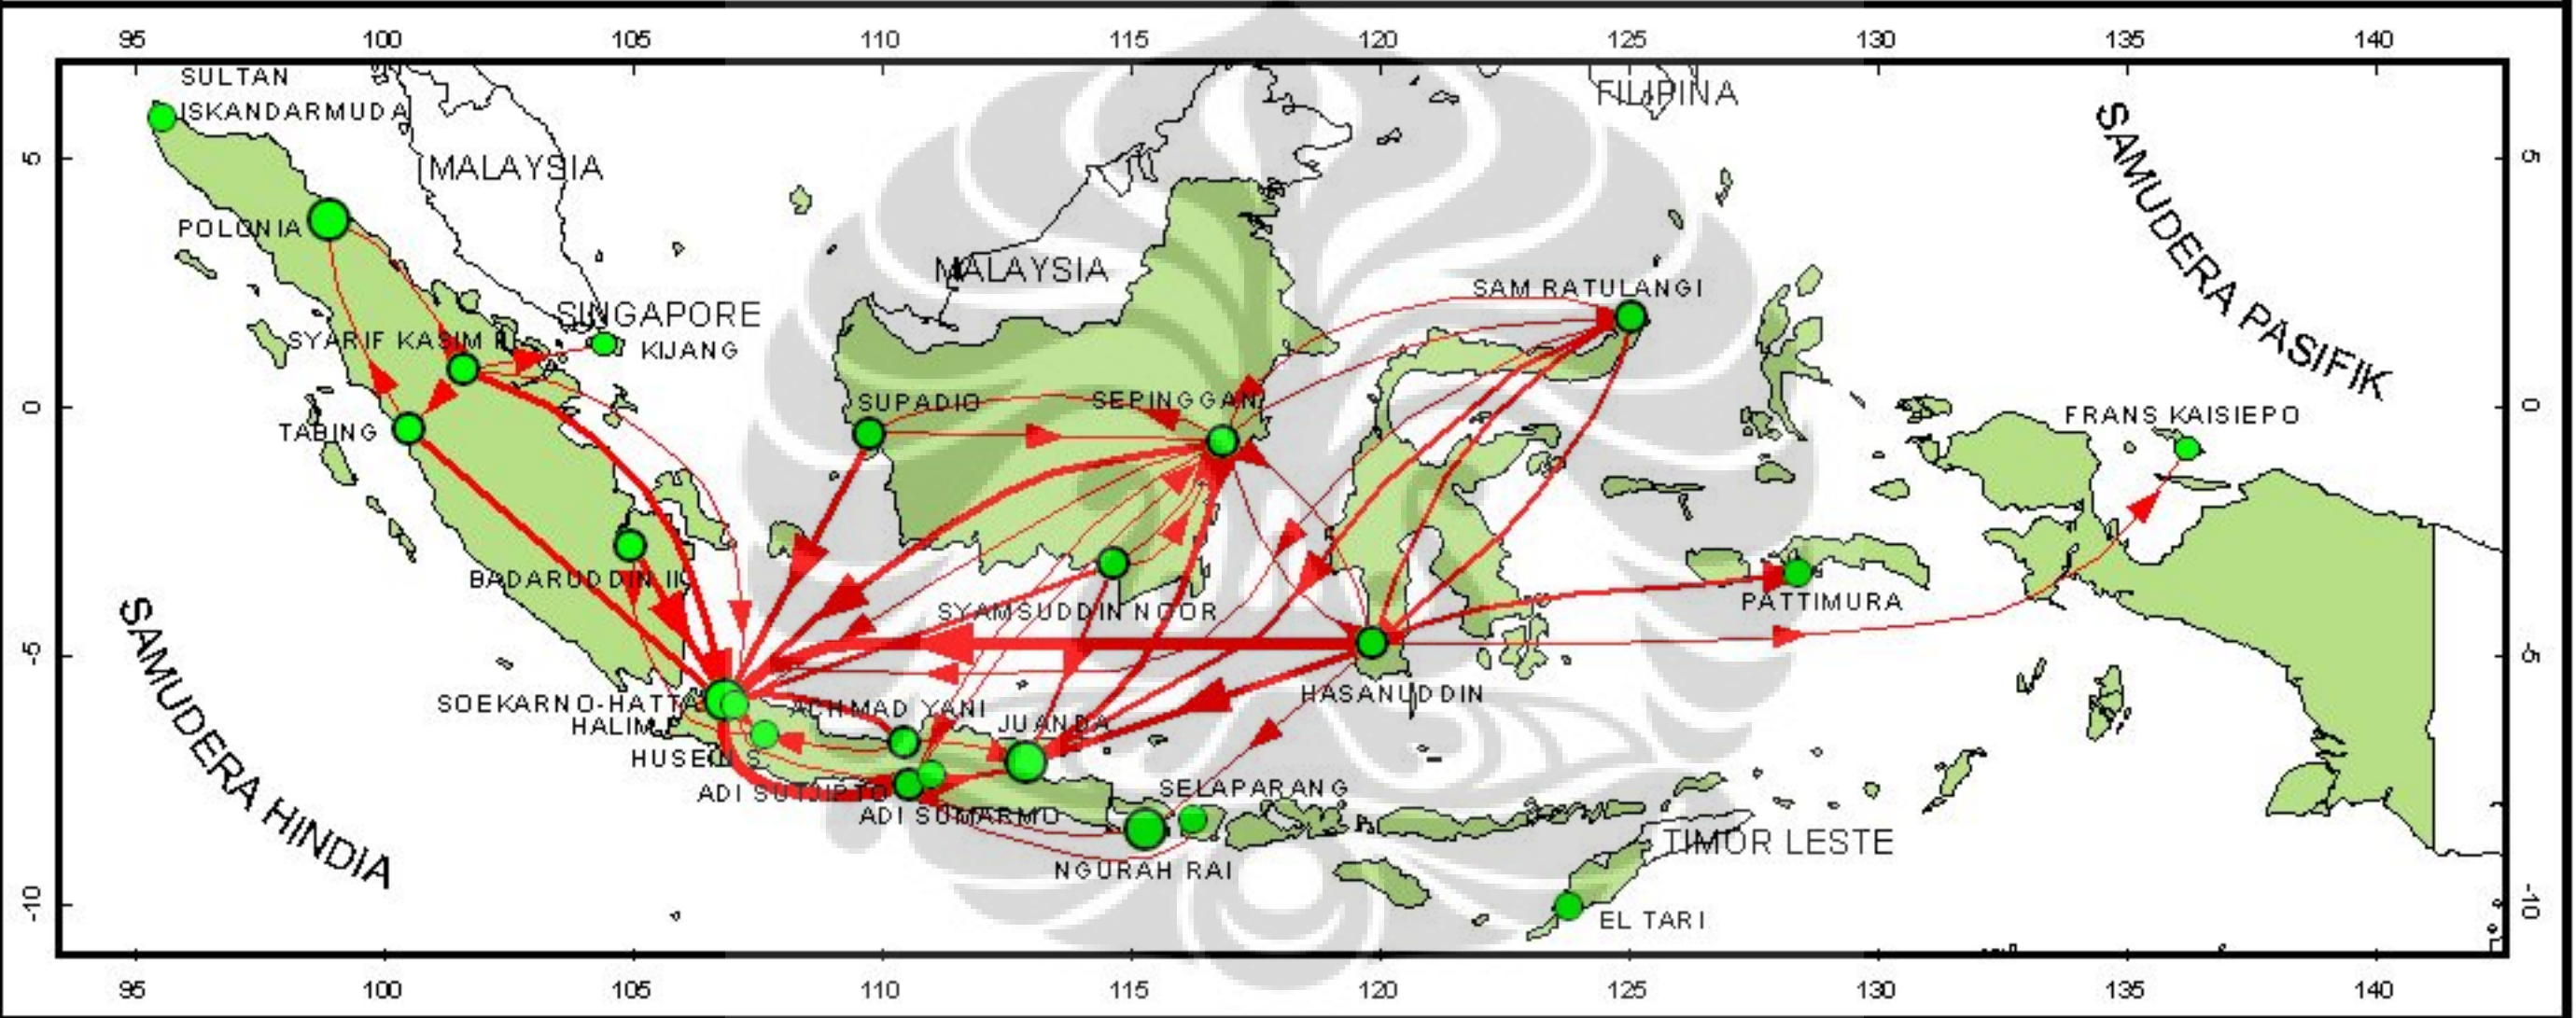 95 100 105 110 115 120 125 130 135 140
SULTAN
ISKANDARMUDA
FILIPINA
SAMUDERA PASIFIK
5 5
MALAYSIA
POLONIA
MALAYSIA
SAM RATULANGI
SINGAPORE
SYARIF KASIM II
KIJANG
0 0
SUPADIO
SEPINGGAN
FRANS KAISIEPO
TABING
BADARUDDIN II
SAMUDERA HINDIA
SYAMSUDDIN NOOR
PATTIMURA
-5 -5
HASANUDDIN
SOEKARNO-HATTA
ACHMAD YANI
HALIM P
JUANDA
HUSEIN S
ADI SUTJIPTO
SELAPARANG
ADI SUMARMO
TIMOR LESTE
NGURAH RAI
-10 -10
EL TARI
95 100 105 110 115 120 125 130 135 140